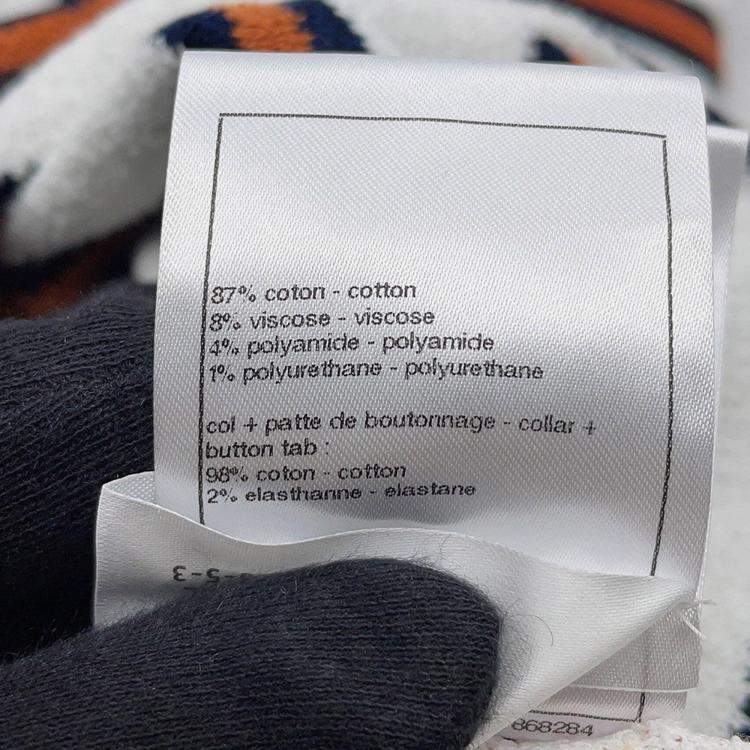 87% coton - cotton
8% viscose - viscose
4% polyamide - polyamide
1% polyurethane - polyurethane
col + patte de boutonnage - collar +
button tab :
98% coton - cotton
2% elasthanne - elastane
868284